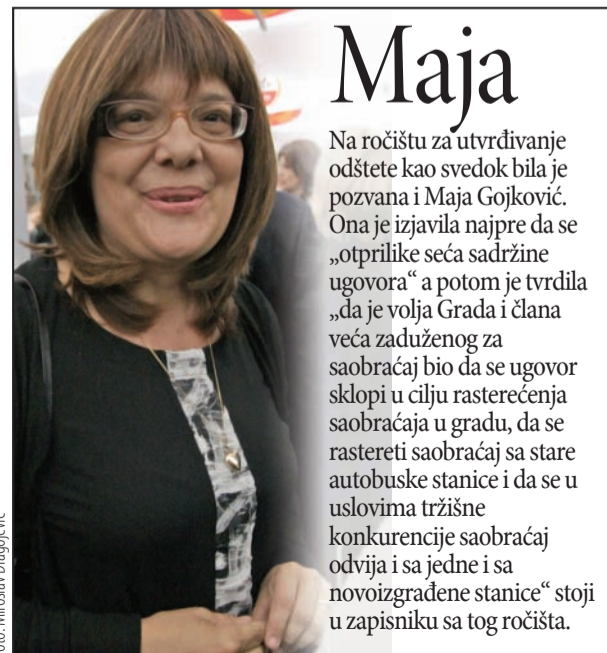 Maja
Na ročištu za utvrđivanje
odštete kao svedok bila je
pozvana i Maja Gojković.
Ona je izjavila najpre da se
„otprilike seća sadržine
ugovora“ a potom je tvrdila
„da je volja Grada i člana
veća zaduženog za
saobraćaj bio da se ugovor
sklopi u cilju rasterećenja
saobraćaja u gradu, da se
rastereti saobraćaj sa stare
autobuske stanice i da se u
uslovima tržišne
konkurencije saobraćaj
odvija i sa jedne i sa
novoizgrađene stanice“ stoji
u zapisniku sa tog ročišta.
Miroslav Dragojević